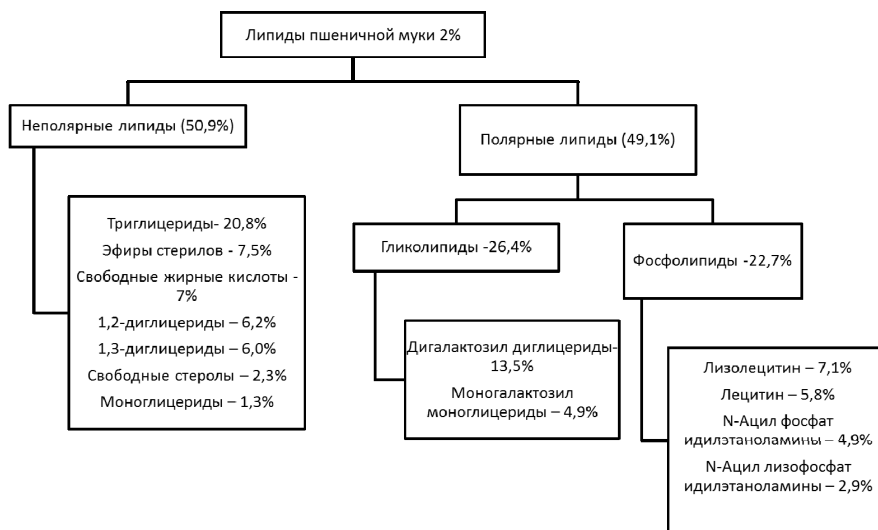 Липиды пшеничной муки 2%
Неполярные липиды (50,9%)
Полярные липиды (49,1%)
Триглицериды- 20,8%
Эфиры стерилов - 7,5%
Свободные жирные кислоты -
7%
1,2-диглицериды – 6,2%
1,3-диглицериды – 6,0%
Свободные стеролы – 2,3%
Моноглицериды – 1,3%
Гликолипиды -26,4%
Фосфолипиды -22,7%
Дигалактозил диглицериды-
13,5%
Моногалактозил
моноглицериды – 4,9%
Лизолецитин – 7,1%
Лецитин – 5,8%
N-Ацил фосфат
идилэтаноламины – 4,9%
N-Ацил лизофосфат
идилэтаноламины – 2,9%